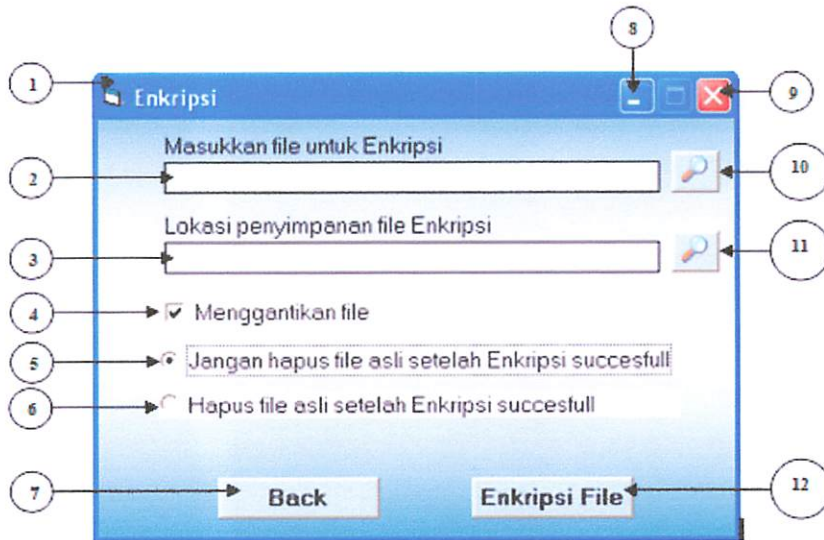 8
1
Enkripsi
9
Masukkan file untuk Enkripsi
2
10
Lokasi penyimpanan file Enkripsi
3
11
4
Menggantikan file
5
Jangan hapus file asli setelah Enkripsi succesfull
6
Hapus file asli setelah Enkripsi succesfull
7
Back
Enkripsi File
12